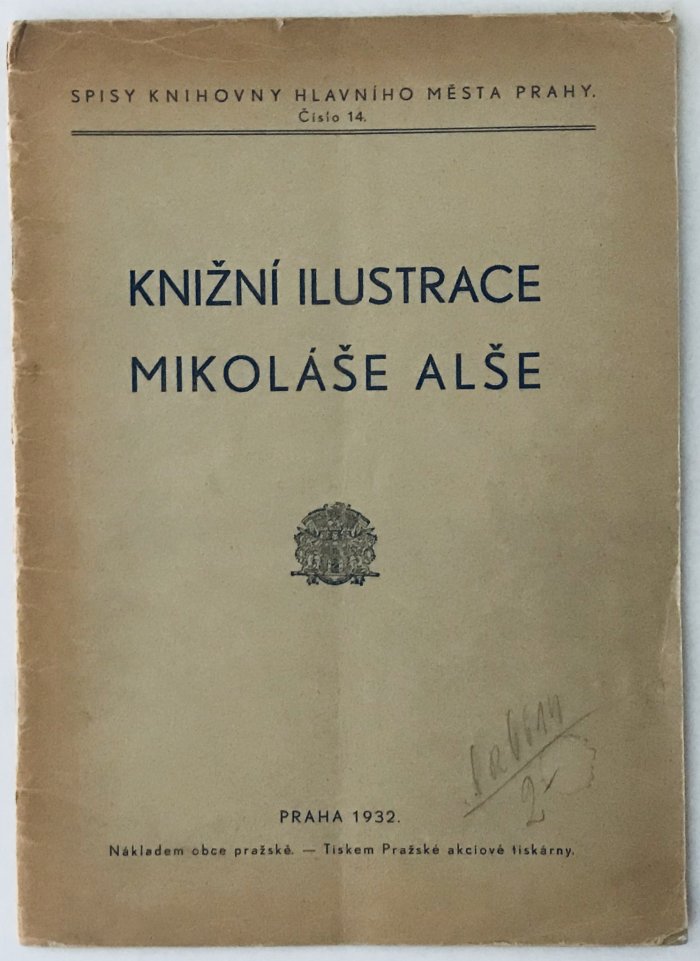 SPISY KNIHOVNY HLAVNÍHO MĚSTA PRAHY.
Číslo 14.
KNIŽNÍ ILUSTRACE
MIKOLÁŠE ALŠE
PRAHA 1932.
Nákladem obce pražské. — Tiskem Pražské akciové tiskárny.